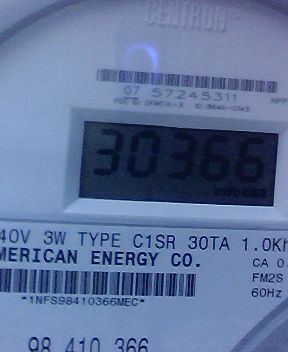 CENTRON
07 57245311
30366
40V 3W TYPE C1SR 30TA 1.0Kh
MERICAN ENERGY CO.
CA 0.
FM2S
*1NFS98410366MEC*
60Hz
98 410 366